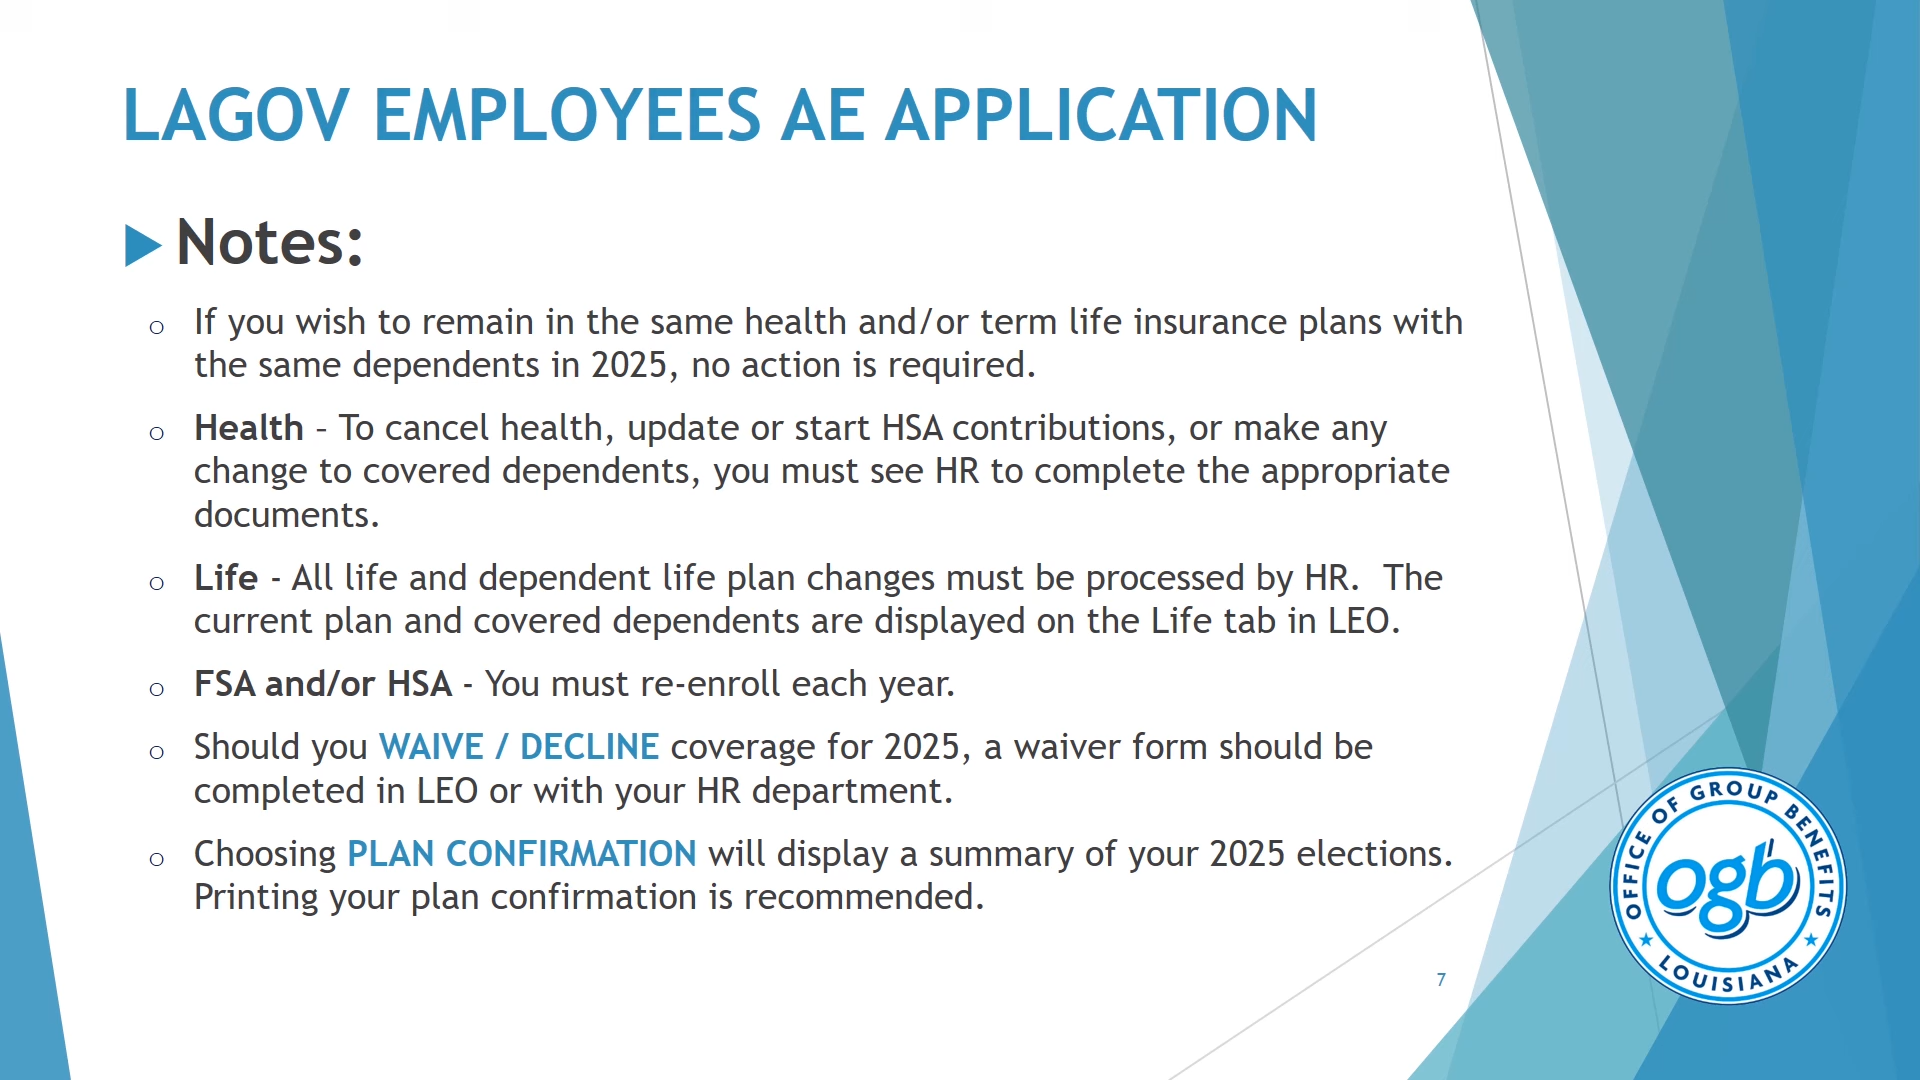 LAGOV EMPLOYEES AE APPLICATION
Notes:
If you wish to remain in the same health and/or term life insurance plans with
the same dependents in 2025, no action is required.
Health – To cancel health, update or start HSA contributions, or make any
change to covered dependents, you must see HR to complete the appropriate
documents.
Life - All life and dependent life plan changes must be processed by HR.  The
current plan and covered dependents are displayed on the Life tab in LEO.
FSA and/or HSA - You must re-enroll each year.
Should you WAIVE / DECLINE coverage for 2025, a waiver form should be
completed in LEO or with your HR department.
Choosing PLAN CONFIRMATION will display a summary of your 2025 elections.
Printing your plan confirmation is recommended.
OFFICE OF GROUP BENEFITS
ogb
LOUISIANA
7